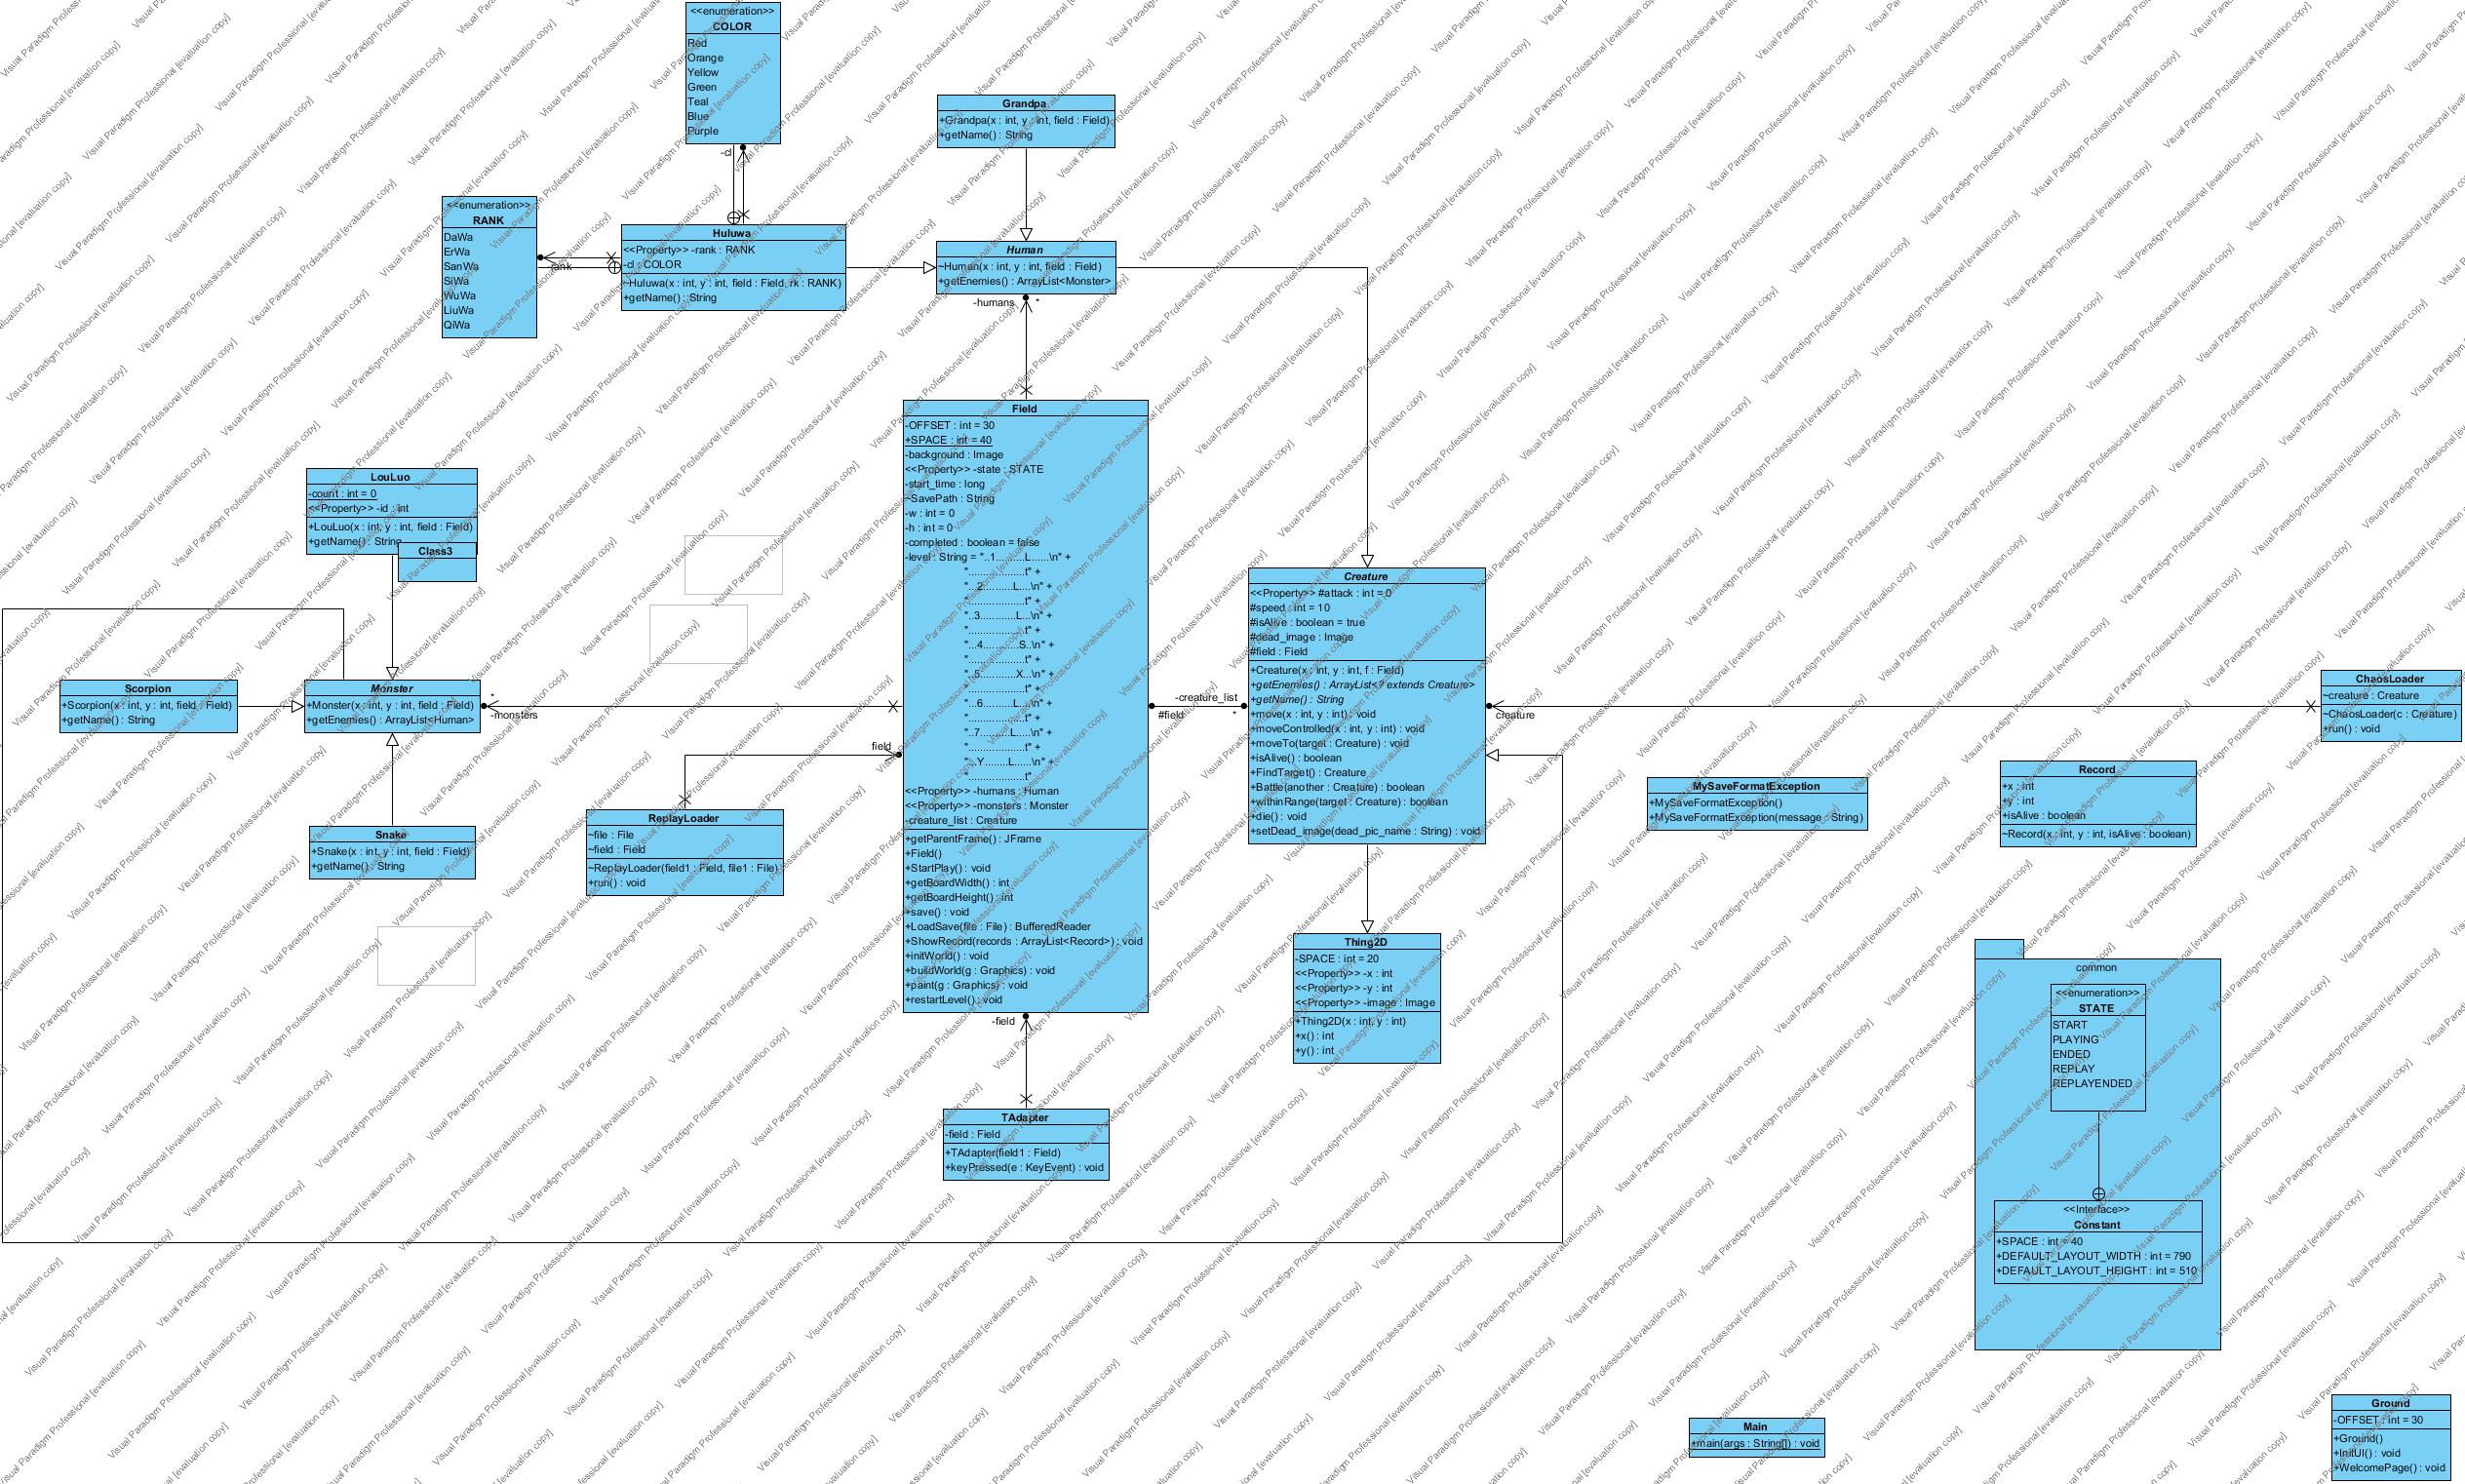 <<enumeration>>
COLOR
Red
Orange
Yellow
Green
Teal
Blue
Purple
-cl
Grandpa
+Grandpa(x : int, y : int, field : Field)
+getName() : String
<<enumeration>>
RANK
DaWa
ErWa
SanWa
SiWa
WuWa
LiuWa
QiWa
-rank
Huluwa
<<Property>> -rank : RANK
-cl : COLOR
~Huluwa(x : int, y : int, field : Field, rk : RANK)
+getName() : String
Human
~Human(x : int, y : int, field : Field)
+getEnemies() : ArrayList<Monster>
-humans
*
Field
-OFFSET : int = 30
+SPACE : int = 40
-background : Image
<<Property>> -state : STATE
-start_time : long
~SavePath : String
-w : int = 0
-h : int = 0
-completed : boolean = false
<<Property>> -humans : Human
<<Property>> -monsters : Monster
-creature_list : Creature
+getParentFrame() : JFrame
+Field()
+StartPlay() : void
+getBoardWidth() : int
+getBoardHeight() : int
+save() : void
+LoadSave(file : File) : BufferedReader
+ShowRecord(records : ArrayList<Record>) : void
+initWorld() : void
+buildWorld(g : Graphics) : void
+paint(g : Graphics) : void
+restartLevel() : void
LouLuo
-count : int = 0
<<Property>> -id : int
+LouLuo(x : int, y : int, field : Field)
+getName() : String
Class3
Scorpion
+Scorpion(x : int, y : int, field : Field)
+getName() : String
Monster
+Monster(x : int, y : int, field : Field)
+getEnemies() : ArrayList<Human>
*
-monsters
Snake
+Snake(x : int, y : int, field : Field)
+getName() : String
field
ReplayLoader
~file : File
~field : Field
~ReplayLoader(field1 : Field, file1 : File)
+run() : void
-creature_list
#field
*
Creature
<<Property>> #attack : int = 0
#speed : int = 10
#isAlive : boolean = true
#dead_image : Image
#field : Field
+Creature(x : int, y : int, f : Field)
+getEnemies() : ArrayList<? extends Creature>
+getName() : String
+move(x : int, y : int) : void
+moveControlled(x : int, y : int) : void
+moveTo(target : Creature) : void
+isAlive() : boolean
+FindTarget() : Creature
+Battle(another : Creature) : boolean
+withinRange(target : Creature) : boolean
+die() : void
+setDead_image(dead_pic_name : String) : void
creature
ChaosLoader
~creature : Creature
~ChaosLoader(c : Creature)
+run() : void
MySaveFormatException
+MySaveFormatException()
+MySaveFormatException(message : String)
Record
+x : int
+y : int
+isAlive : boolean
~Record(x : int, y : int, isAlive : boolean)
Thing2D
-SPACE : int = 20
<<Property>> -x : int
<<Property>> -y : int
<<Property>> -image : Image
+Thing2D(x : int, y : int)
+x() : int
+y() : int
-field
TAdapter
-field : Field
+TAdapter(field1 : Field)
+keyPressed(e : KeyEvent) : void
common
<<enumeration>>
STATE
START
PLAYING
ENDED
REPLAY
REPLAYENDED
<<Interface>>
Constant
+SPACE : int = 40
+DEFAULT_LAYOUT_WIDTH : int = 790
+DEFAULT_LAYOUT_HEIGHT : int = 510
Main
+main(args : String[]) : void
Ground
-OFFSET : int = 30
+Ground()
+InitUI() : void
+WelcomePage() : void
Visual Paradigm Professional [evaluation copy]